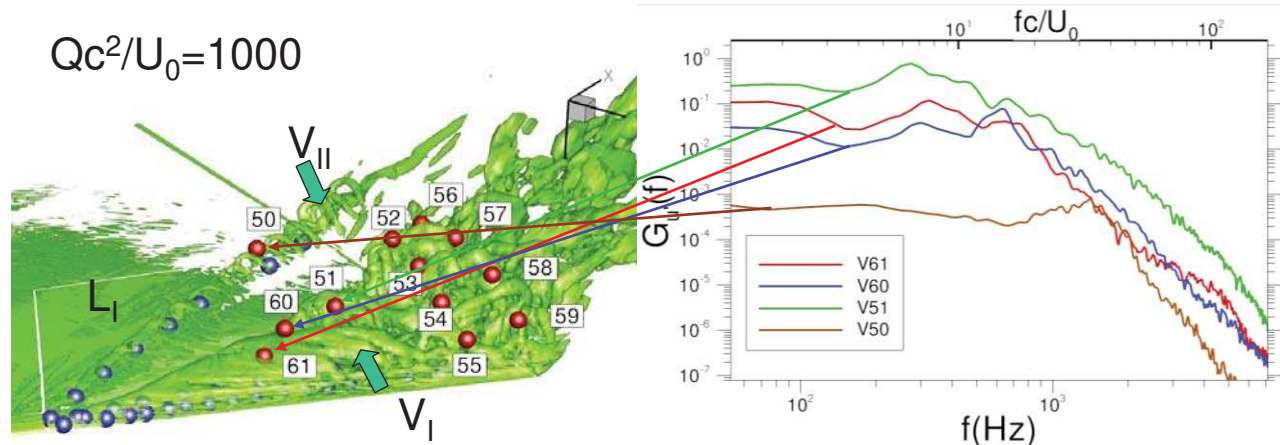 Qc²/U₀=1000
X
V_II
50
52
56
57
51
53
58
L_I
60
54
59
61
55
V_I
fc/U₀
10¹
10²
10⁰
10⁻¹
10⁻²
10⁻³
10⁻⁴
10⁻⁵
10⁻⁶
10⁻⁷
G_u'(f)
V61
V60
V51
V50
10²
10³
f(Hz)